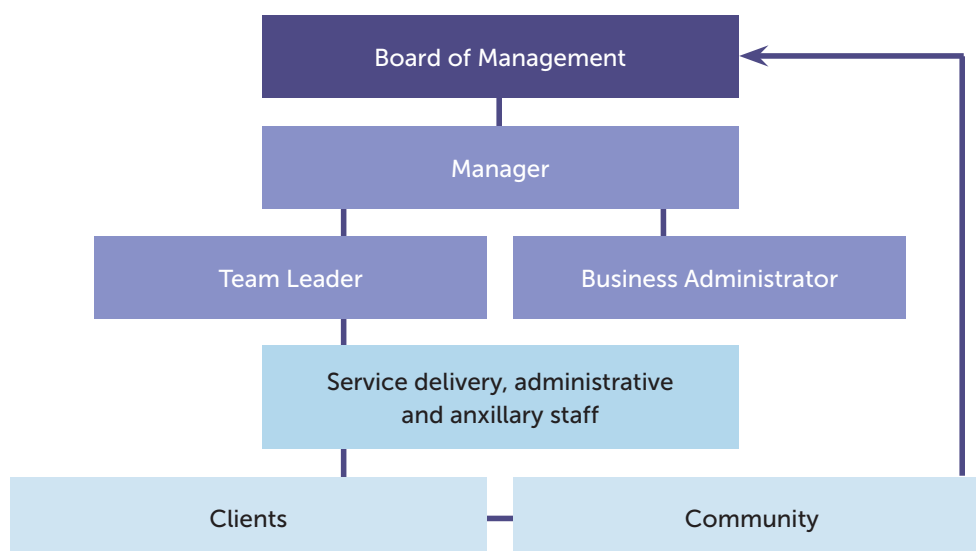 Board of Management
Manager
Team Leader
Business Administrator
Service delivery, administrative
and anxillary staff
Clients
Community